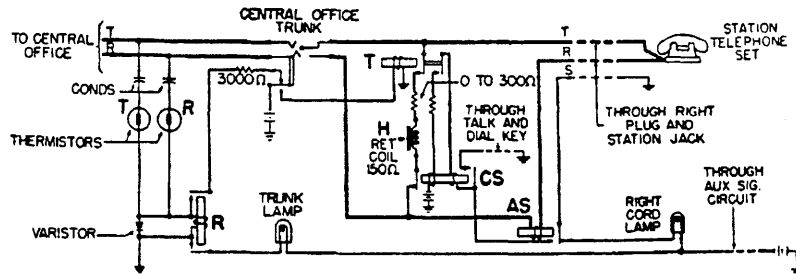 CENTRAL OFFICE
TRUNK
TO CENTRAL
OFFICE
T
R
T
R
S
STATION
TELEPHONE
SET
3000Ω
T
0 TO 300Ω
CONDS
T
R
THERMISTORS
THROUGH
TALK AND
DIAL KEY
THROUGH RIGHT
PLUG AND
STATION JACK
H
RET
COIL
150Ω
CS
THROUGH
AUX SIG.
CIRCUIT
R
TRUNK
LAMP
AS
RIGHT
CORD
LAMP
VARISTOR